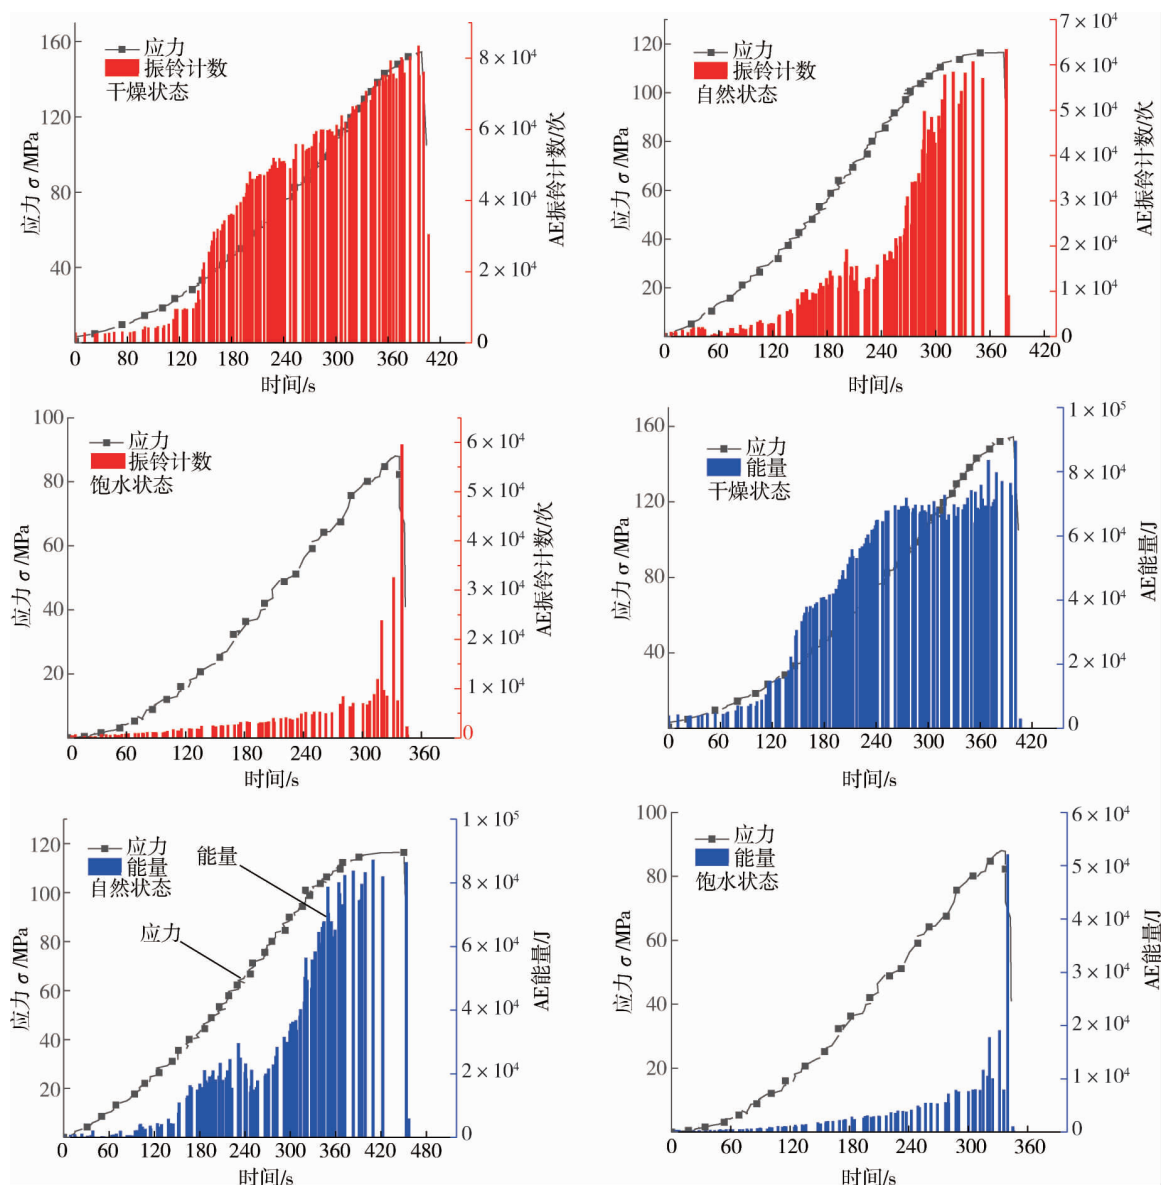 应力 σ /MPa
160
120
80
40
应力
振铃计数
干燥状态
8×10⁴
6×10⁴
4×10⁴
2×10⁴
0
AE振铃计数/次
0 80 120 180 240 300 360 420
时间/s
应力 σ /MPa
120
100
80
60
40
20
应力
振铃计数
自然状态
7×10⁴
6×10⁴
5×10⁴
4×10⁴
3×10⁴
2×10⁴
1×10⁴
0
AE振铃计数/次
0 60 120 180 240 300 360 420
时间/s
应力 σ /MPa
100
80
60
40
20
应力
振铃计数
饱水状态
6×10⁴
5×10⁴
4×10⁴
3×10⁴
2×10⁴
1×10⁴
0
AE振铃计数/次
0 60 120 180 240 300 360
时间/s
应力 σ /MPa
160
120
80
40
应力
能量
干燥状态
1×10⁵
8×10⁴
6×10⁴
4×10⁴
2×10⁴
0
AE能量/J
0 60 120 180 240 300 360 420
时间/s
应力 σ /MPa
120
100
80
60
40
20
应力
能量
自然状态
能量
应力
1×10⁵
8×10⁴
6×10⁴
4×10⁴
2×10⁴
0
AE能量/J
0 60 120 180 240 300 360 420 480
时间/s
应力 σ /MPa
100
80
60
40
20
应力
能量
饱水状态
6×10⁴
5×10⁴
4×10⁴
3×10⁴
2×10⁴
1×10⁴
0
AE能量/J
0 60 120 180 240 300 360
时间/s